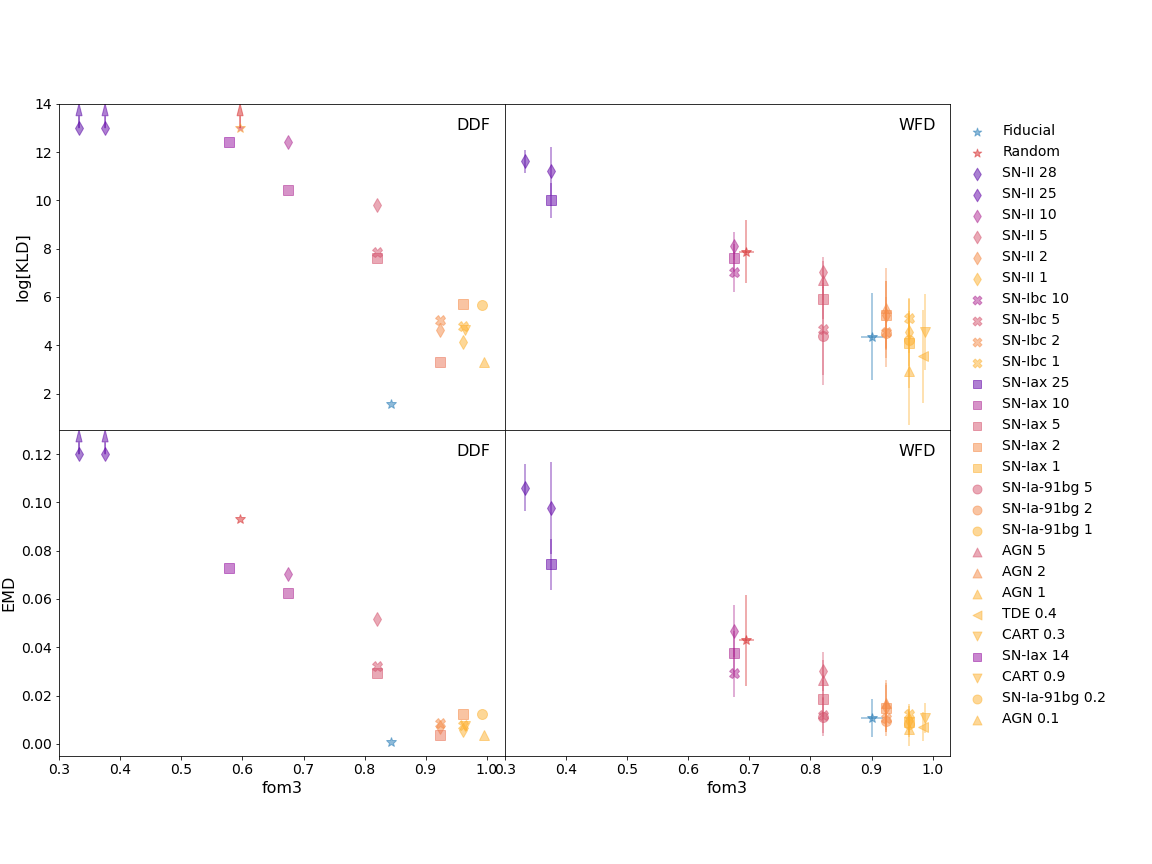 14
12
10
8
6
4
2
log[KLD]
DDF
WFD
0.12
0.10
0.08
0.06
0.04
0.02
0.00
EMD
DDF
WFD
0.3 0.4 0.5 0.6 0.7 0.8 0.9 1.0
0.3 0.4 0.5 0.6 0.7 0.8 0.9 1.0
fom3
fom3
Fiducial
Random
SN-II 28
SN-II 25
SN-II 10
SN-II 5
SN-II 2
SN-II 1
SN-Ibc 10
SN-Ibc 5
SN-Ibc 2
SN-Ibc 1
SN-Iax 25
SN-Iax 10
SN-Iax 5
SN-Iax 2
SN-Iax 1
SN-Ia-91bg 5
SN-Ia-91bg 2
SN-Ia-91bg 1
AGN 5
AGN 2
AGN 1
TDE 0.4
CART 0.3
SN-Iax 14
CART 0.9
SN-Ia-91bg 0.2
AGN 0.1